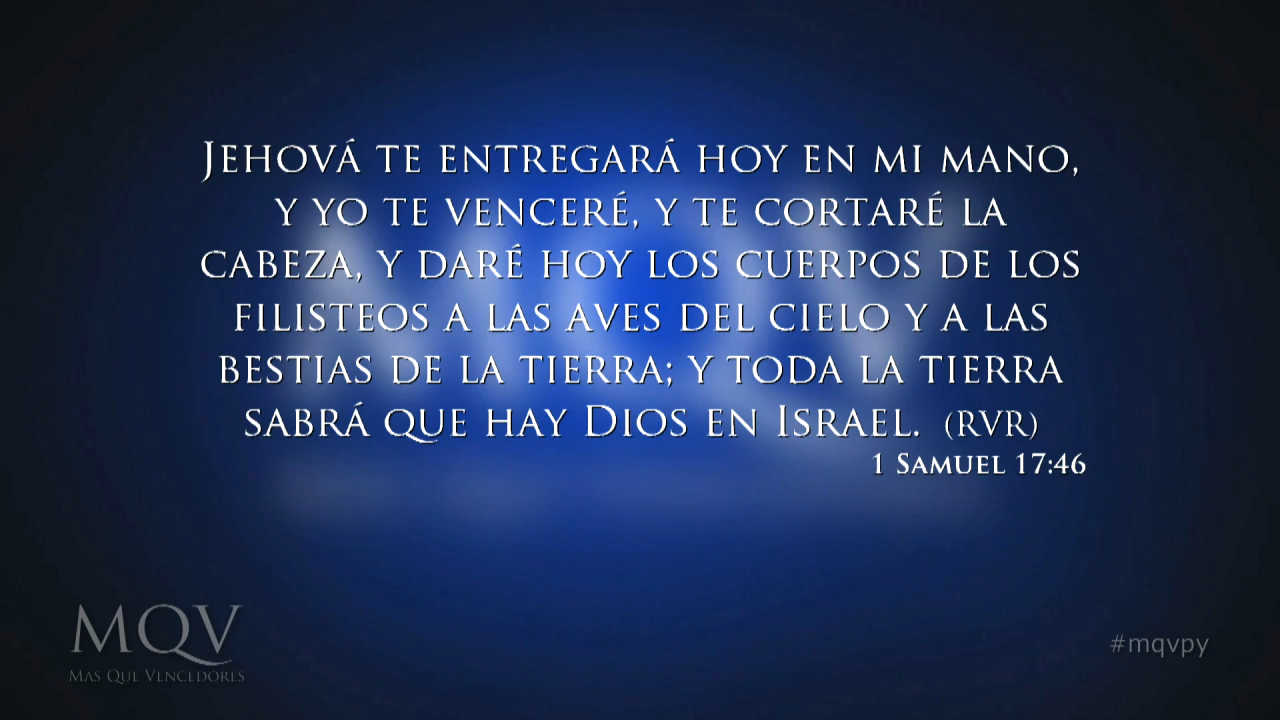 Jehová te entregará hoy en mi mano,
y yo te venceré, y te cortaré la
cabeza, y daré hoy los cuerpos de los
filisteos a las aves del cielo y a las
bestias de la tierra; y toda la tierra
sabrá que hay Dios en Israel. (RVR)
1 Samuel 17:46
MQV
Mas Que Vencedores
#mqvpy